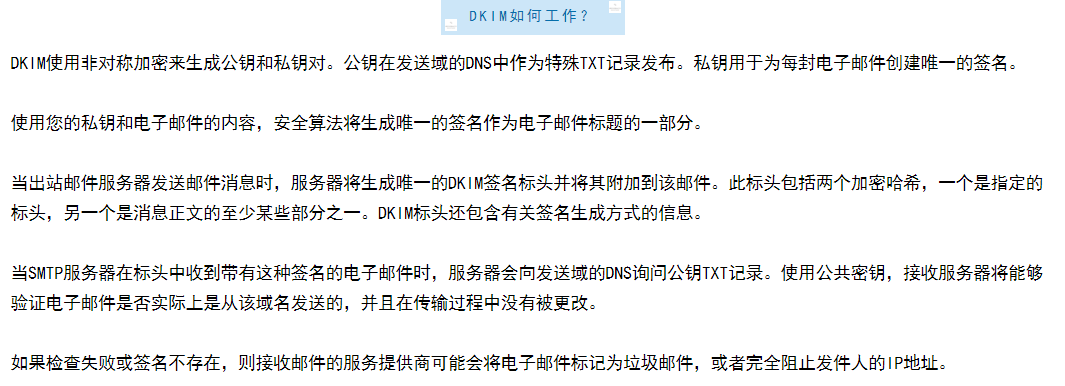 DKIM如何工作？
DKIM使用非对称加密来生成公钥和私钥对。公钥在发送域的DNS中作为特殊TXT记录发布。私钥用于为每封电子邮件创建唯一的签名。
使用您的私钥和电子邮件的内容，安全算法将生成唯一的签名作为电子邮件标题的一部分。
当出站邮件服务器发送邮件消息时，服务器将生成唯一的DKIM签名标头并将其附加到该邮件。此标头包括两个加密哈希，一个是指定的
标头，另一个是消息正文的至少某些部分之一。DKIM标头还包含有关签名生成方式的信息。
当SMTP服务器在标头中收到带有这种签名的电子邮件时，服务器会向发送域的DNS询问公钥TXT记录。使用公共密钥，接收服务器将能够
验证电子邮件是否实际上是从该域名发送的，并且在传输过程中没有被更改。
如果检查失败或签名不存在，则接收邮件的服务提供商可能会将电子邮件标记为垃圾邮件，或者完全阻止发件人的IP地址。